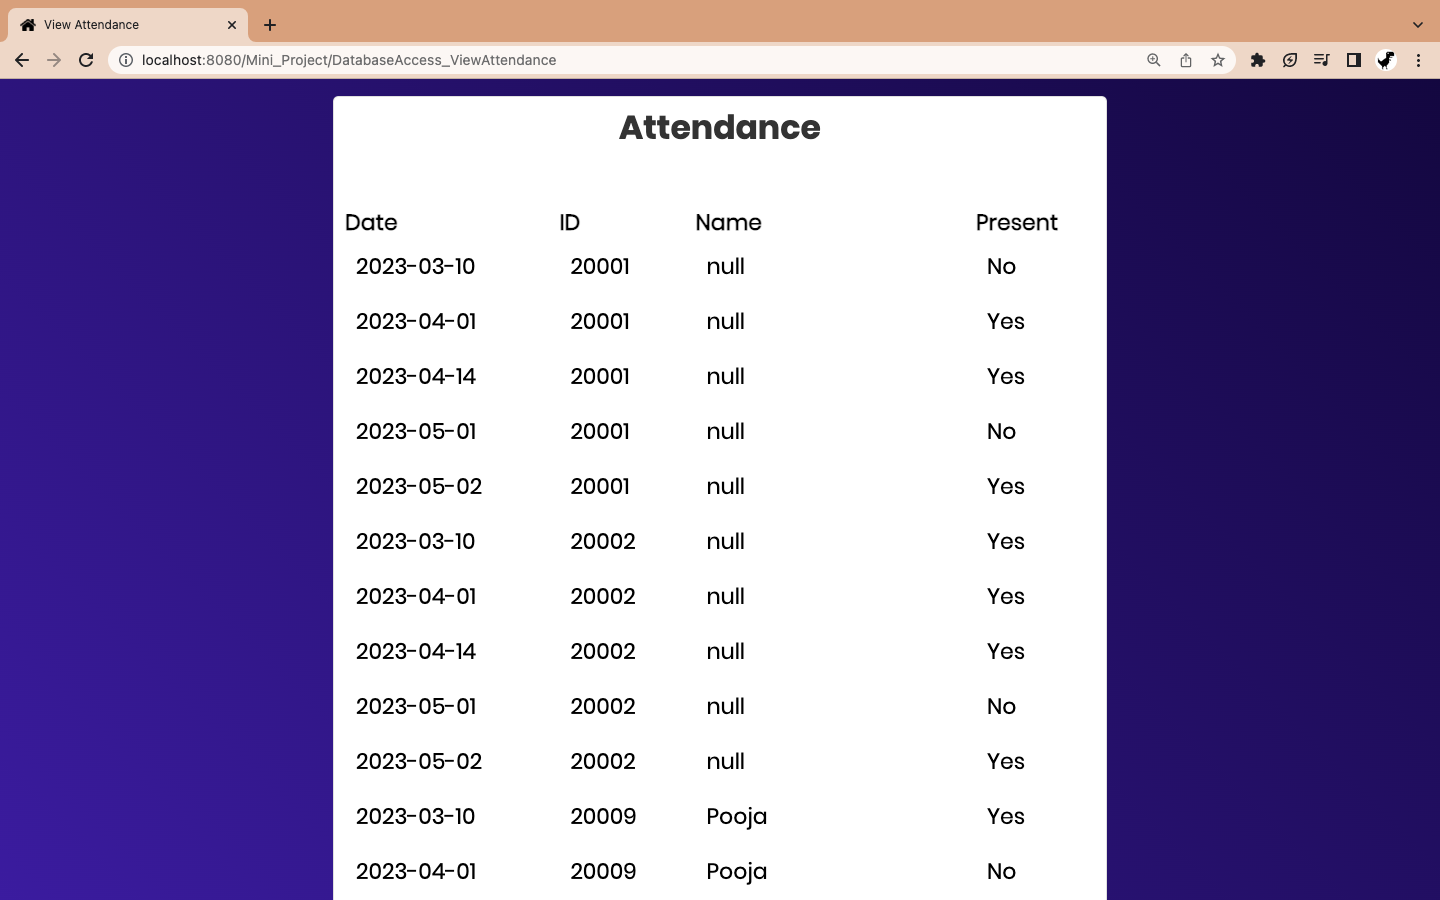 View Attendance
localhost:8080/Mini_Project/DatabaseAccess_ViewAttendance
Attendance
Date ID Name Present
2023-03-10 20001 null No
2023-04-01 20001 null Yes
2023-04-14 20001 null Yes
2023-05-01 20001 null No
2023-05-02 20001 null Yes
2023-03-10 20002 null Yes
2023-04-01 20002 null Yes
2023-04-14 20002 null Yes
2023-05-01 20002 null No
2023-05-02 20002 null Yes
2023-03-10 20009 Pooja Yes
2023-04-01 20009 Pooja No